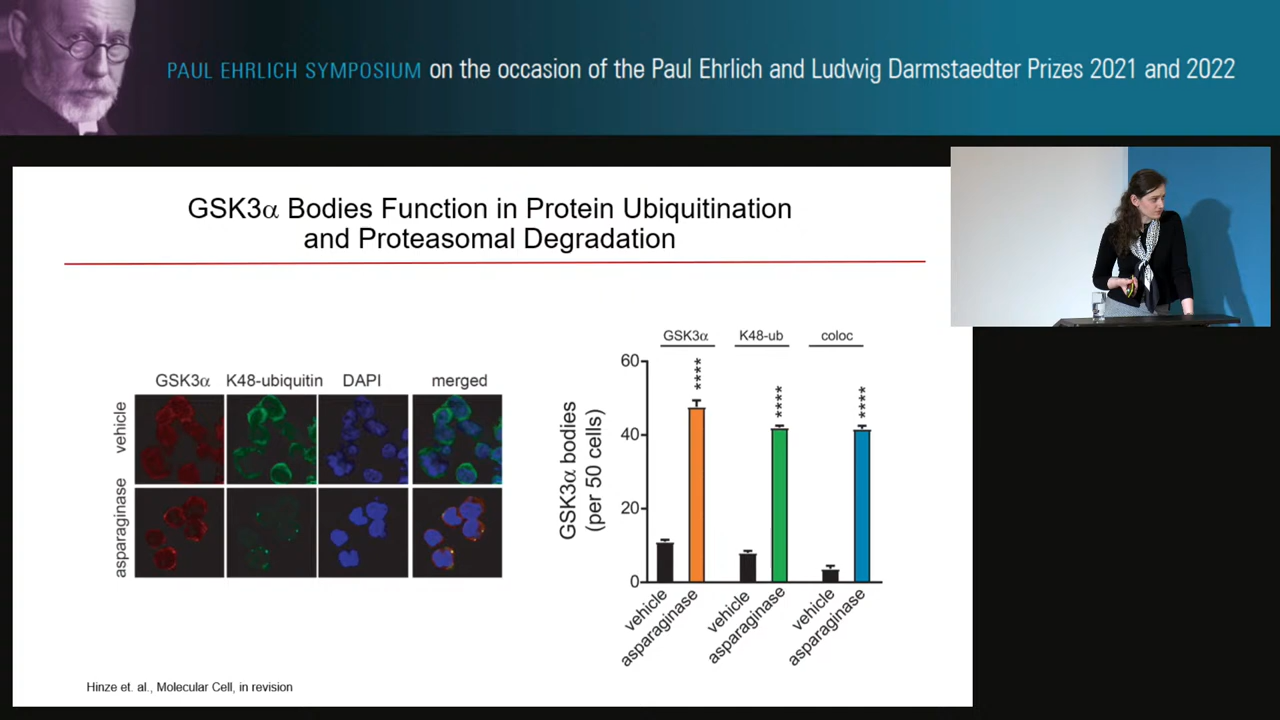 PAUL EHRLICH SYMPOSIUM on the occasion of the Paul Ehrlich and Ludwig Darmstaedter Prizes 2021 and 2022
GSK3α Bodies Function in Protein Ubiquitination
and Proteasomal Degradation
GSK3α K48-ubiquitin DAPI merged
vehicle
asparaginase
GSK3α K48-ub coloc
**** **** ****
GSK3α bodies
(per 50 cells)
60
40
20
0
vehicle asparaginase vehicle asparaginase vehicle asparaginase
Hinze et. al., Molecular Cell, in revision